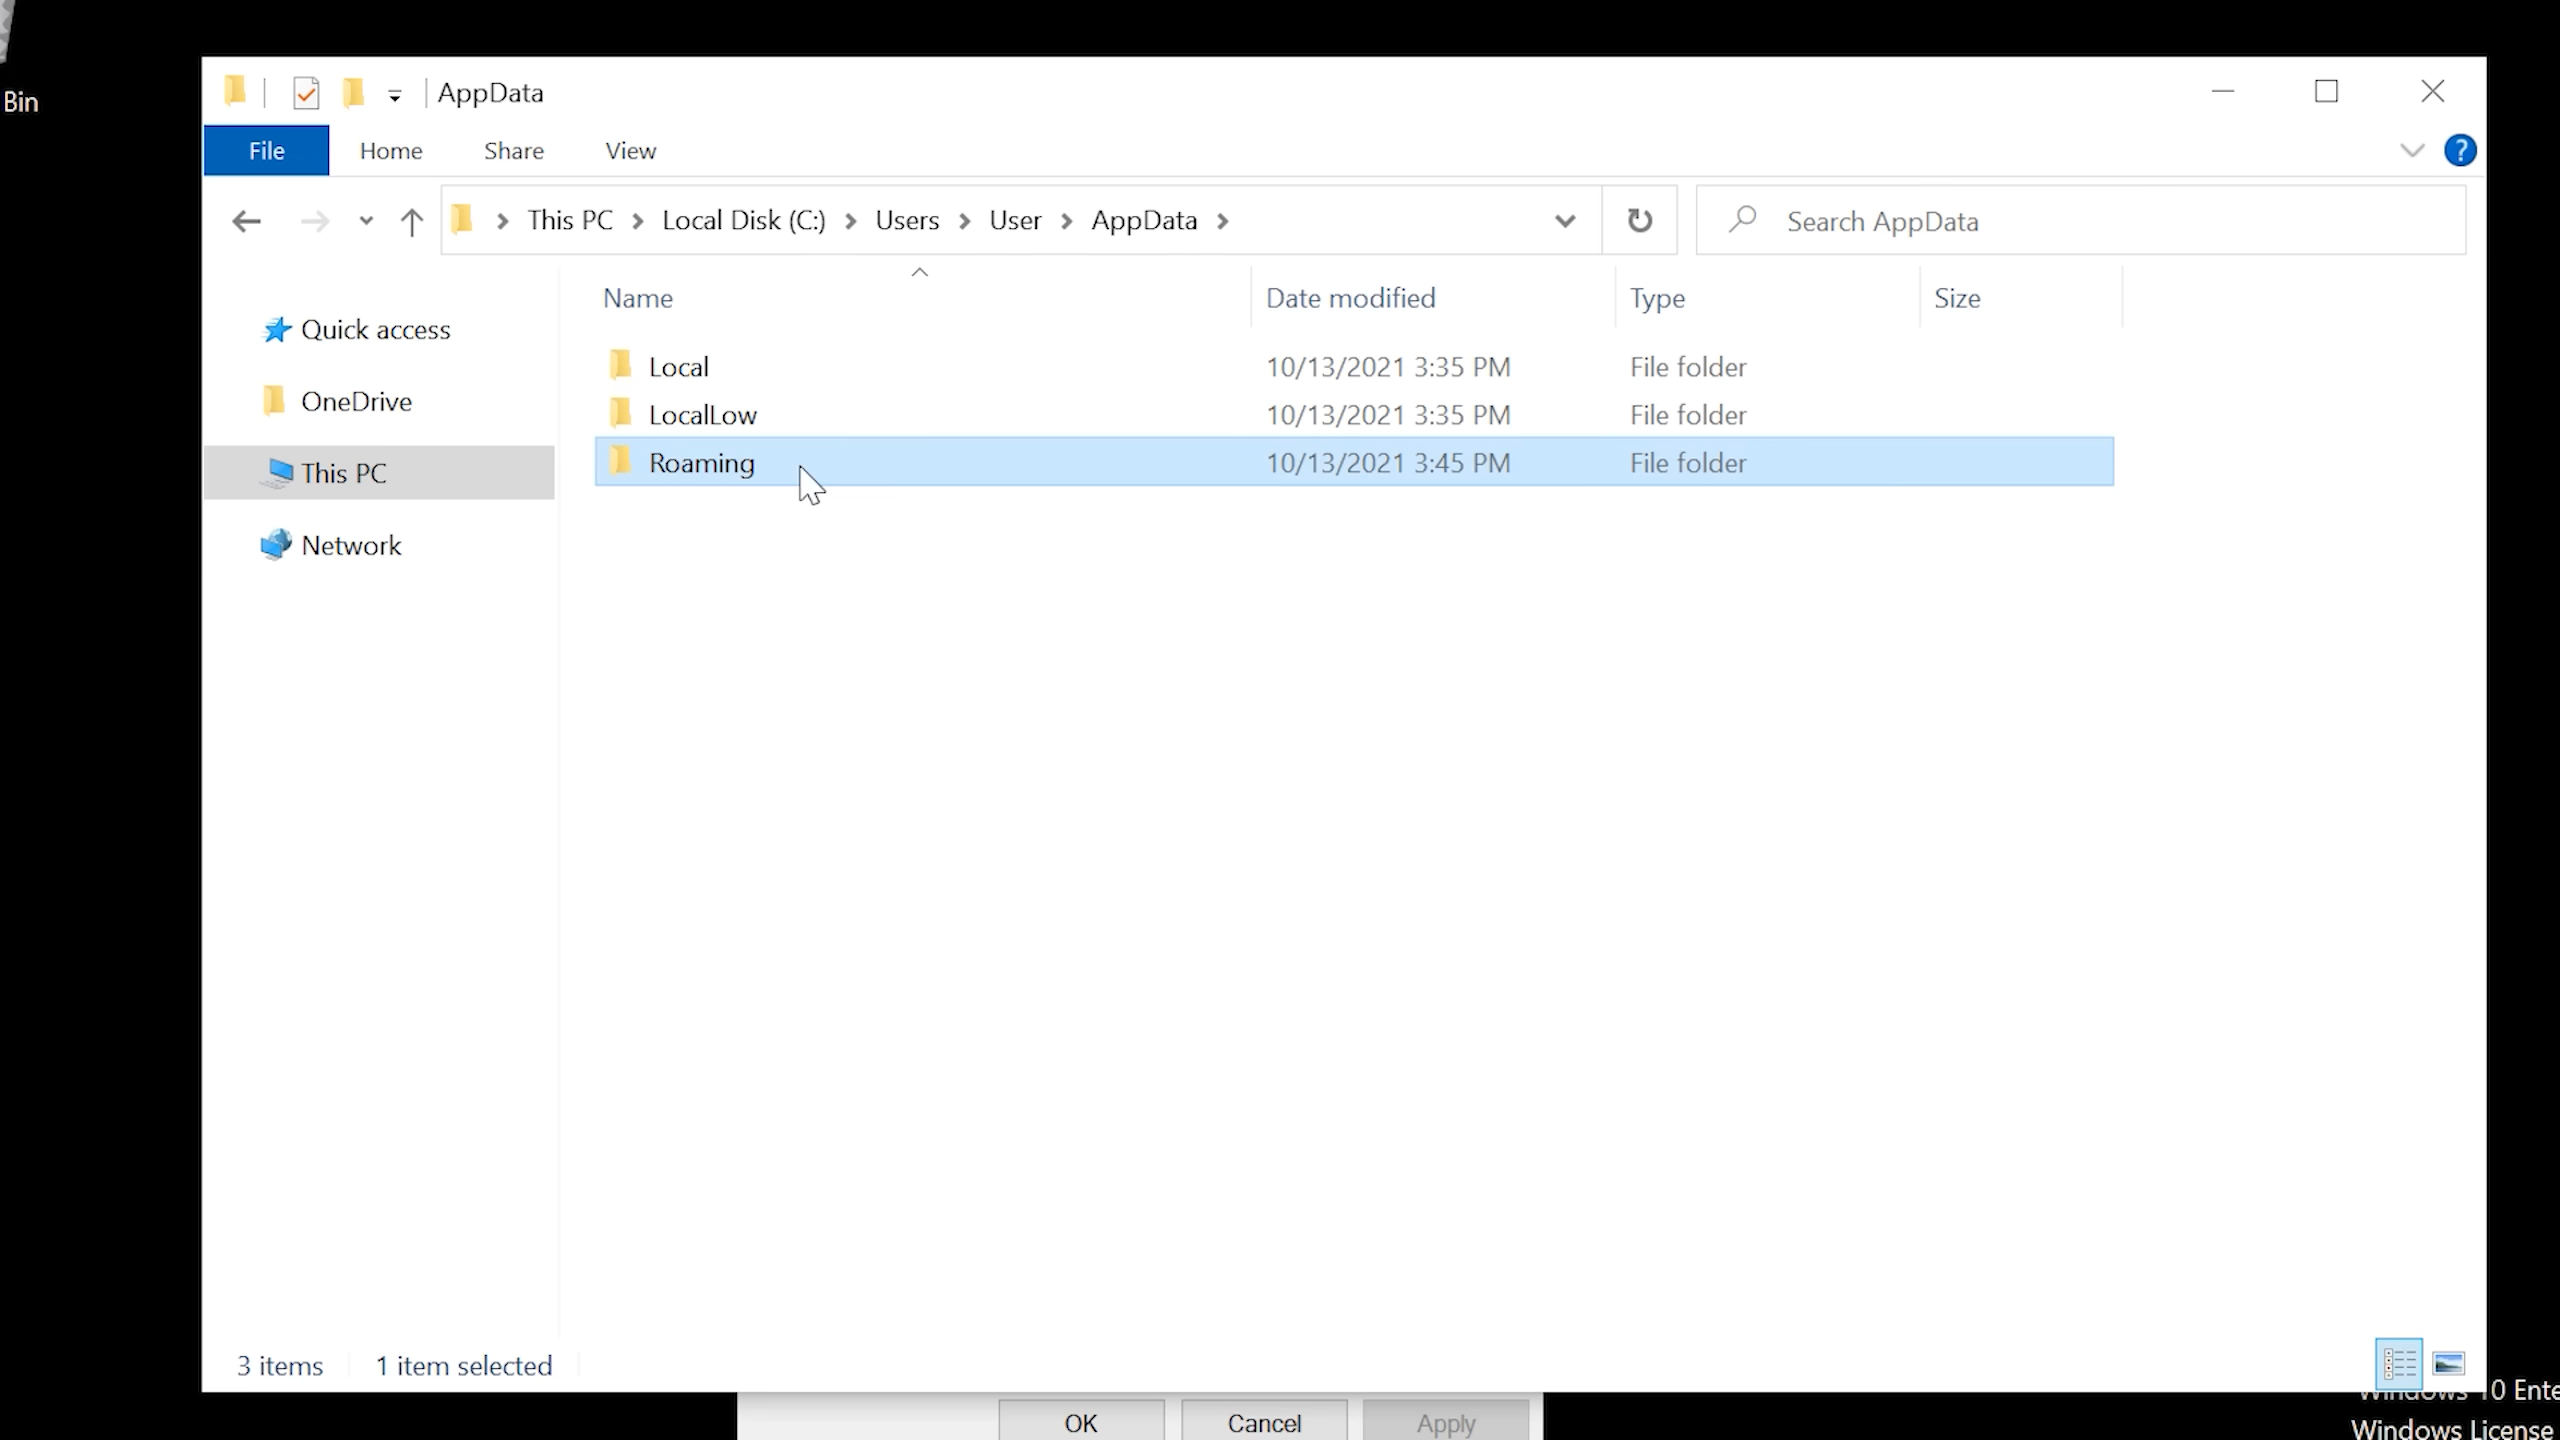 Bin
AppData
File Home Share View
This PC Local Disk (C:) Users User AppData
Search AppData
Name Date modified Type Size
Quick access
OneDrive
This PC
Network
Local 10/13/2021 3:35 PM File folder
LocalLow 10/13/2021 3:35 PM File folder
Roaming 10/13/2021 3:45 PM File folder
3 items 1 item selected
OK Cancel Apply
Windows 10 Ente
Windows License